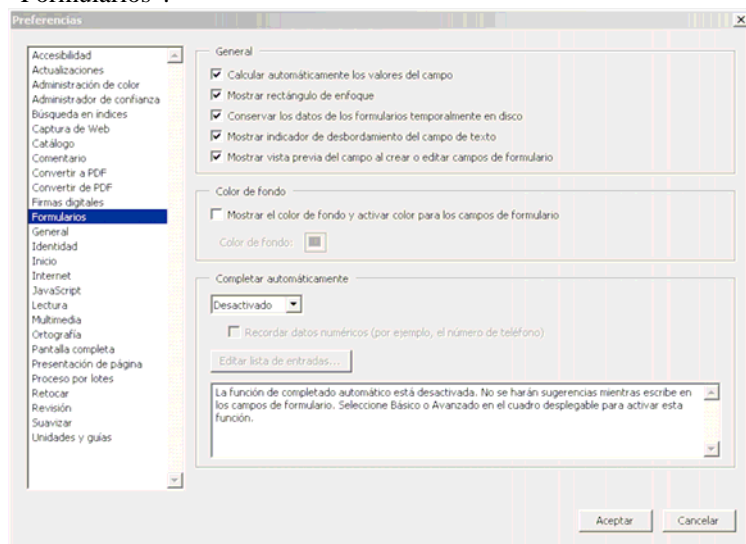 "Formularios".
Preferencias
Accesibilidad
Actualizaciones
Administración de color
Administrador de confianza
Búsqueda en índices
Captura de Web
Catálogo
Comentario
Convertir a PDF
Convertir de PDF
Firmas digitales
Formularios
General
Identidad
Inicio
Internet
JavaScript
Lectura
Multimedia
Ortografía
Pantalla completa
Presentación de página
Proceso por lotes
Retocar
Revisión
Suavizar
Unidades y guías
General
Calcular automáticamente los valores del campo
Mostrar rectángulo de enfoque
Conservar los datos de los formularios temporalmente en disco
Mostrar indicador de desbordamiento del campo de texto
Mostrar vista previa del campo al crear o editar campos de formulario
Color de fondo
Mostrar el color de fondo y activar color para los campos de formulario
Color de fondo:
Completar automáticamente
Desactivado
Recordar datos numéricos (por ejemplo, el número de teléfono)
Editar lista de entradas...
La función de completado automático está desactivada. No se harán sugerencias mientras escribe en
los campos de formulario. Seleccione Básico o Avanzado en el cuadro desplegable para activar esta
función.
Aceptar
Cancelar